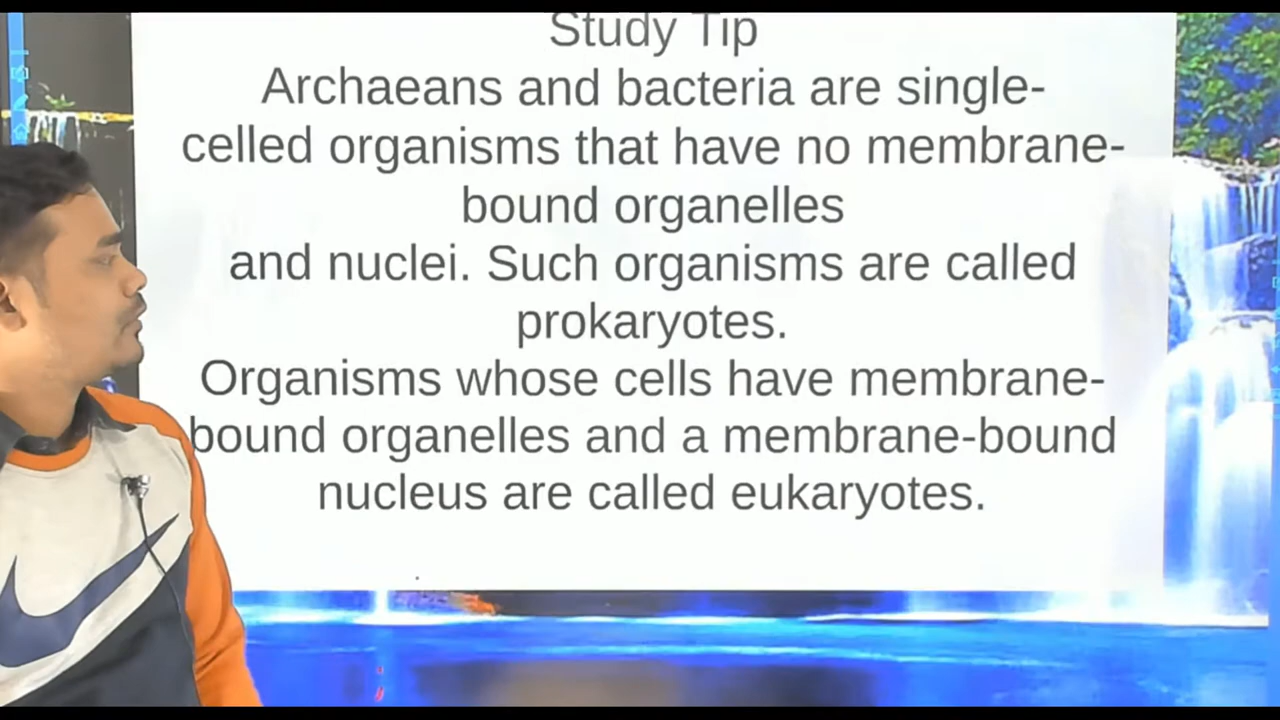 Study Tip
Archaeans and bacteria are single-
celled organisms that have no membrane-
bound organelles
and nuclei. Such organisms are called
prokaryotes.
Organisms whose cells have membrane-
bound organelles and a membrane-bound
nucleus are called eukaryotes.